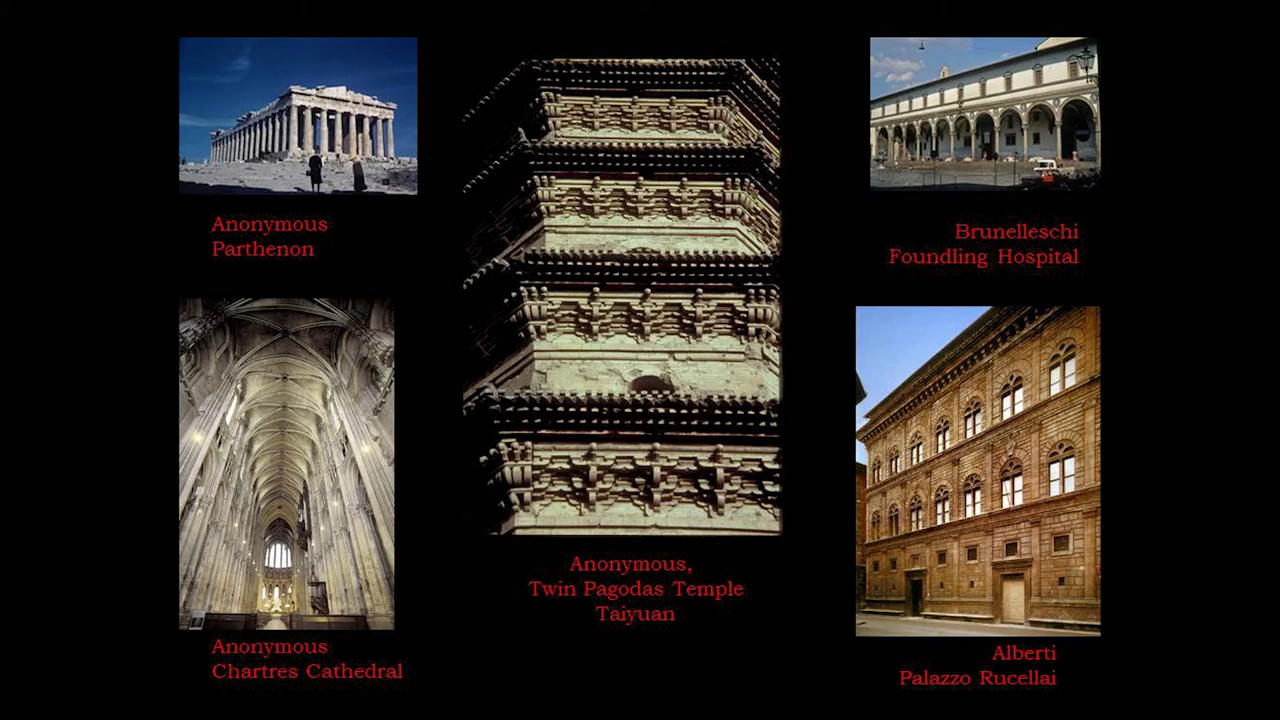 Anonymous
Parthenon
Brunelleschi
Foundling Hospital
Anonymous,
Twin Pagodas Temple
Taiyuan
Anonymous
Chartres Cathedral
Alberti
Palazzo Rucellai